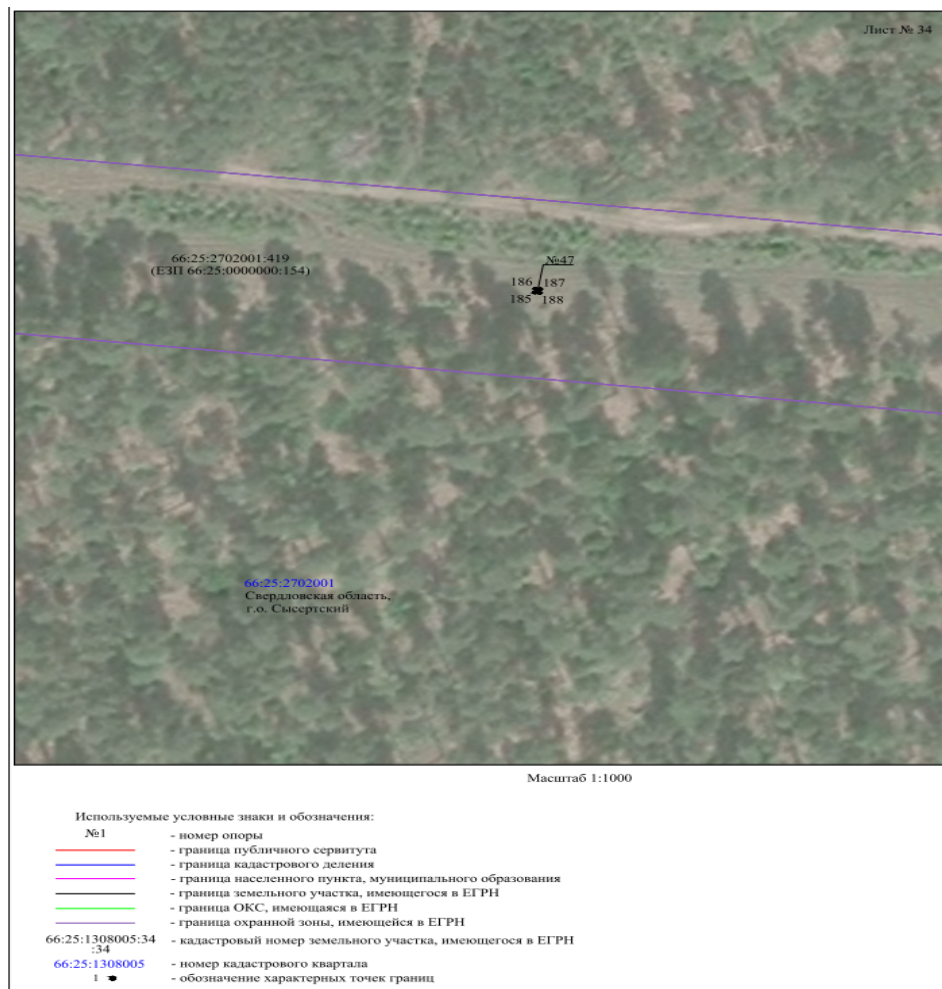 Лист № 34
66:25:2702001:419
(ЕЗП 66:25:0000000:154)
№47
186 187
185 188
66:25:2702001
Свердловская область,
г.о. Сысертский
Масштаб 1:1000
Используемые условные знаки и обозначения:
№1 - номер опоры
- граница публичного сервитута
- граница кадастрового деления
- граница населенного пункта, муниципального образования
- граница земельного участка, имеющегося в ЕГРН
- граница ОКС, имеющаяся в ЕГРН
- граница охранной зоны, имеющейся в ЕГРН
66:25:1308005:34 - кадастровый номер земельного участка, имеющегося в ЕГРН
:34
66:25:1308005 - номер кадастрового квартала
1 - обозначение характерных точек границ